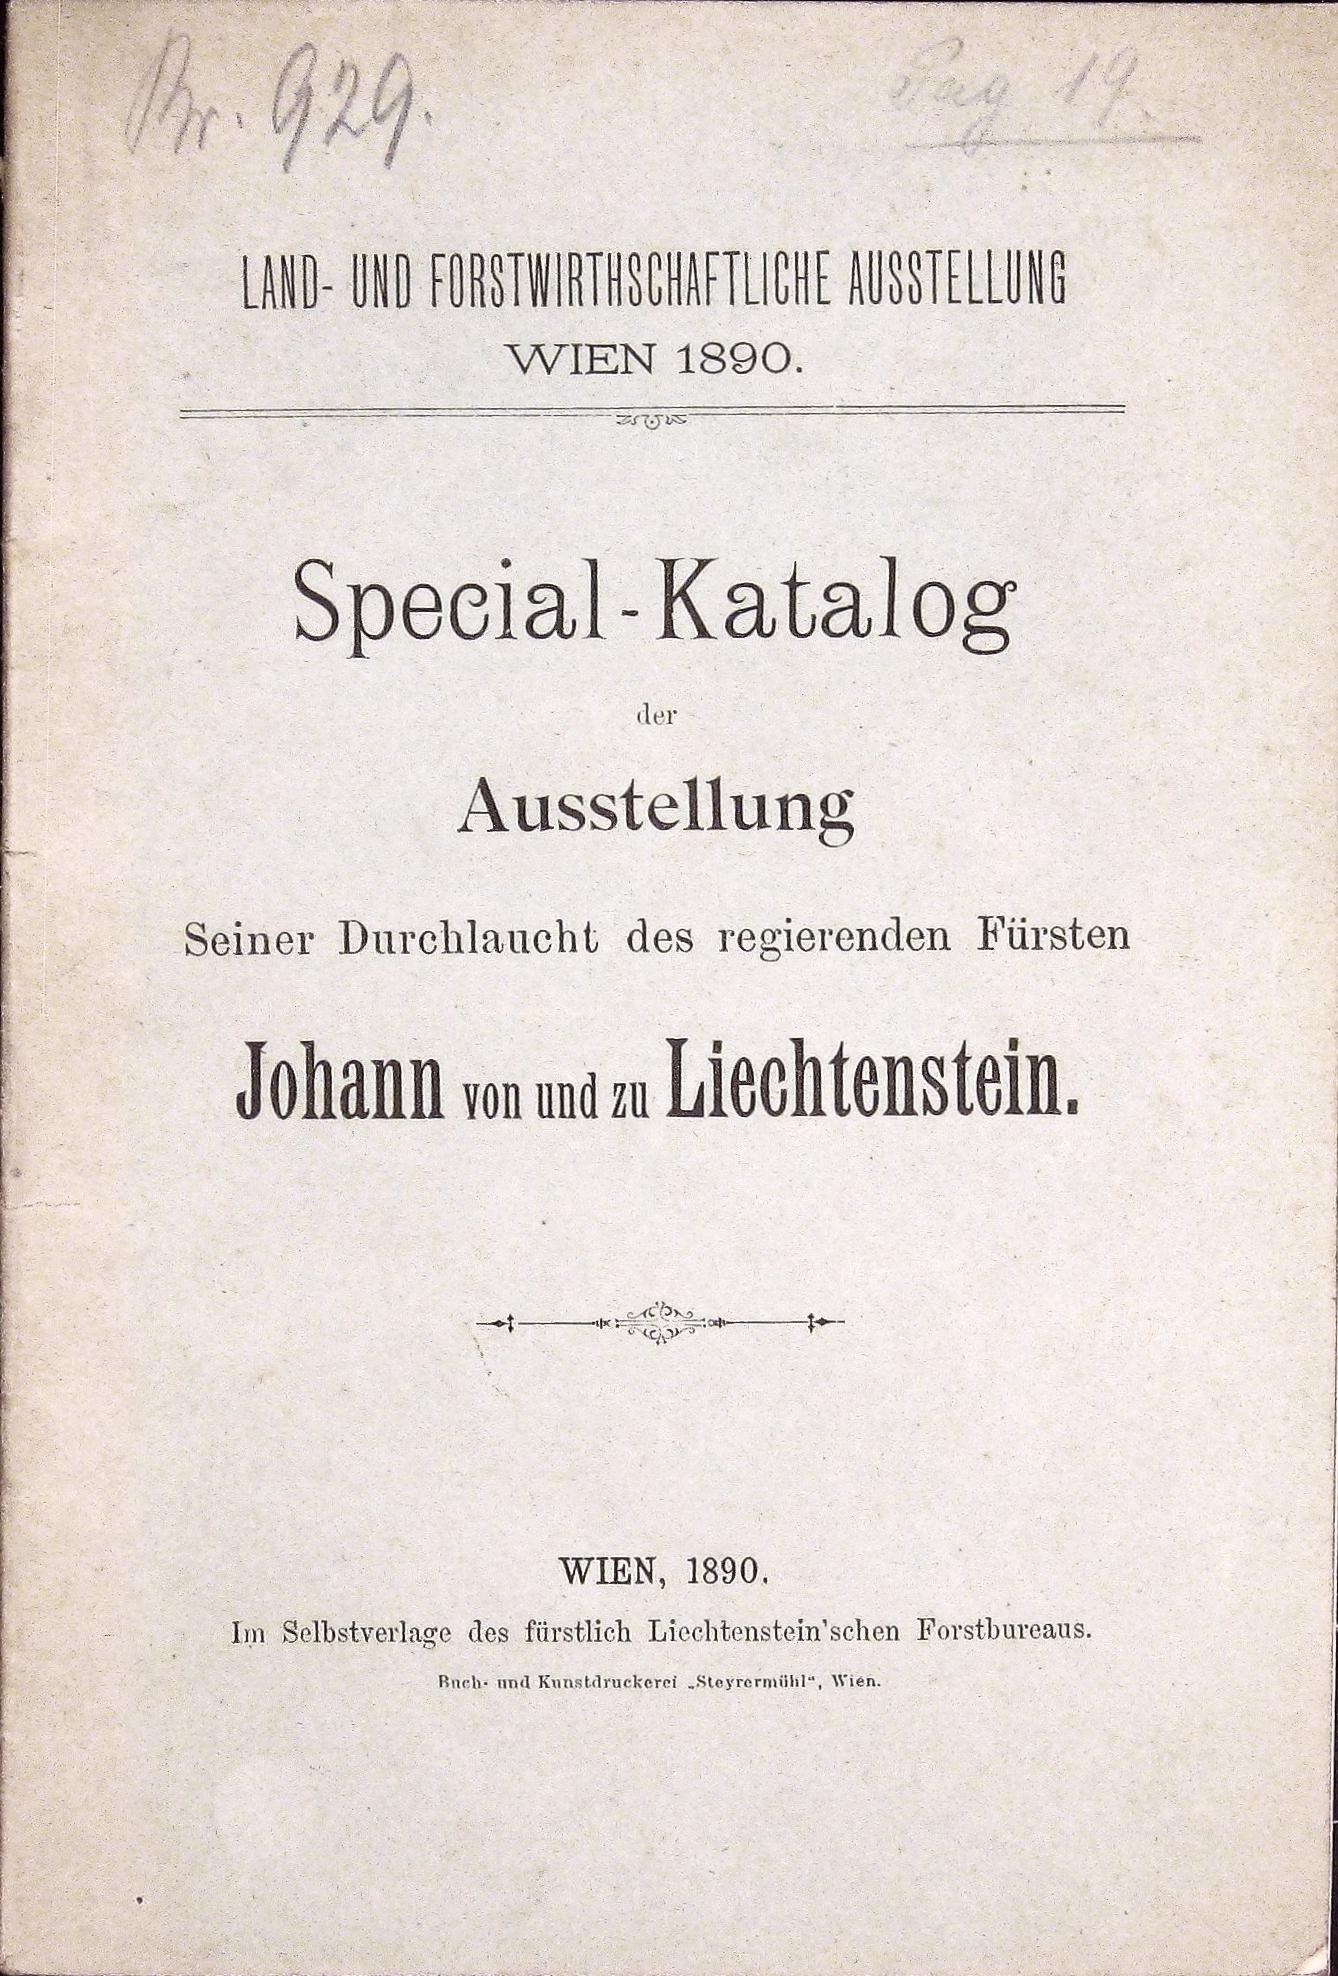 Nr. 929.
Pag 19.
LAND- UND FORSTWIRTHSCHAFTLICHE AUSSTELLUNG
WIEN 1890.
Special-Katalog
der
Ausstellung
Seiner Durchlaucht des regierenden Fürsten
Johann von und zu Liechtenstein.
WIEN, 1890.
Im Selbstverlage des fürstlich Liechtenstein'schen Forstbureaus.
Buch- und Kunstdruckerei „Steyrermühl“, Wien.